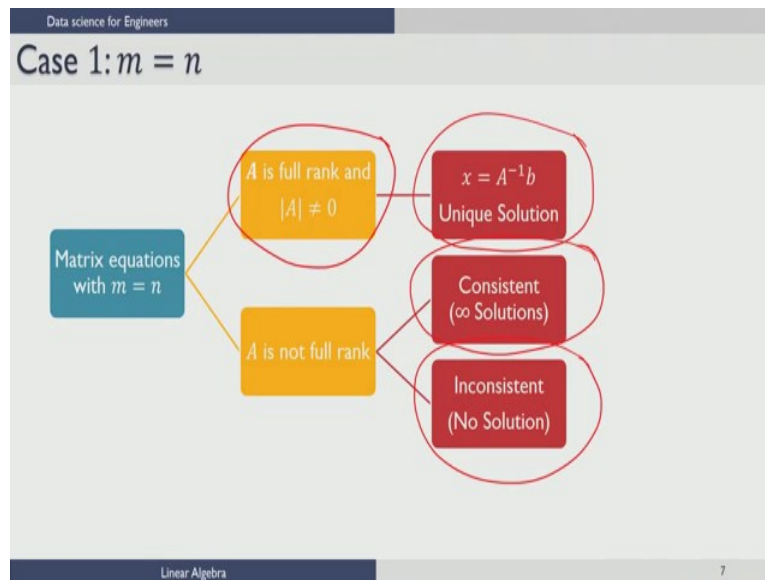 Data science for Engineers
Case 1: m = n
A is full rank and
|A| ≠ 0
x = A⁻¹b
Unique Solution
Matrix equations
with m = n
Consistent
(∞ Solutions)
A is not full rank
Inconsistent
(No Solution)
Linear Algebra
7